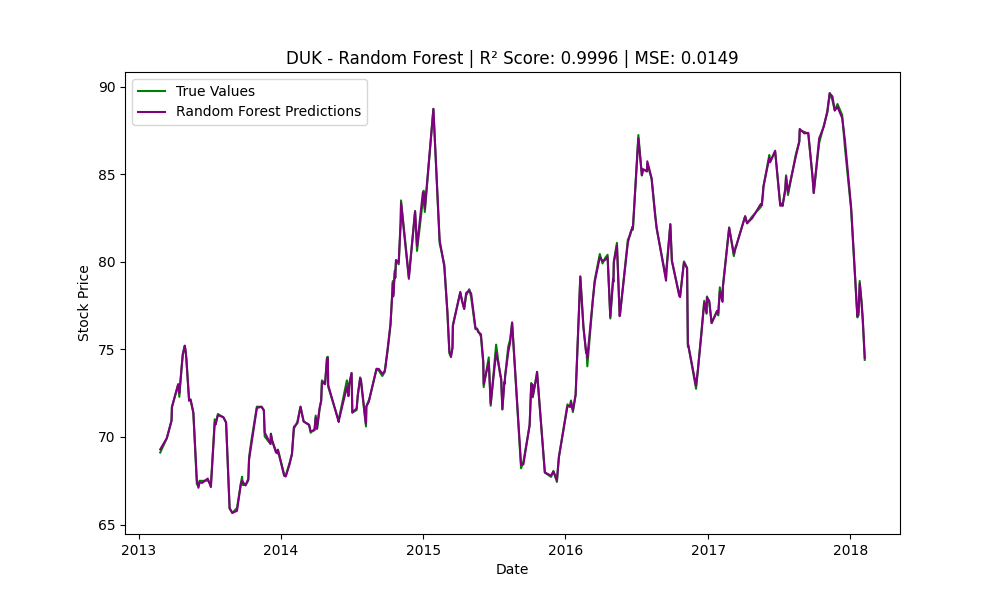 DUK - Random Forest | R² Score: 0.9996 | MSE: 0.0149
True Values
Random Forest Predictions
90
85
80
75
70
65
Stock Price
2013 2014 2015 2016 2017 2018
Date